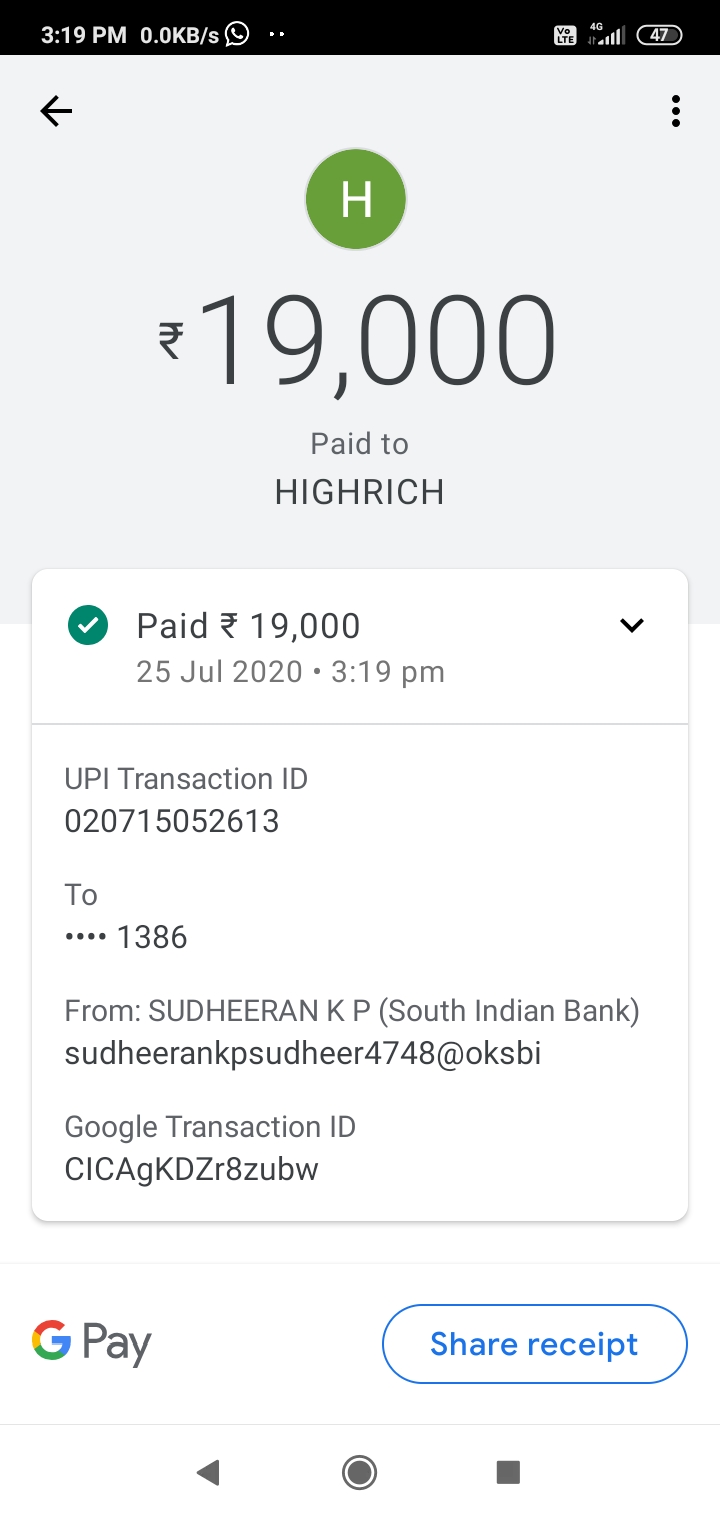 3:19 PM 0.0KB/s
Vo LTE 4G 47
H
₹19,000
Paid to
HIGHRICH
Paid ₹ 19,000
25 Jul 2020 • 3:19 pm
UPI Transaction ID
020715052613
To
•••• 1386
From: SUDHEERAN K P (South Indian Bank)
sudheerankpsudheer4748@oksbi
Google Transaction ID
CICAgKDZr8zubw
G Pay
Share receipt